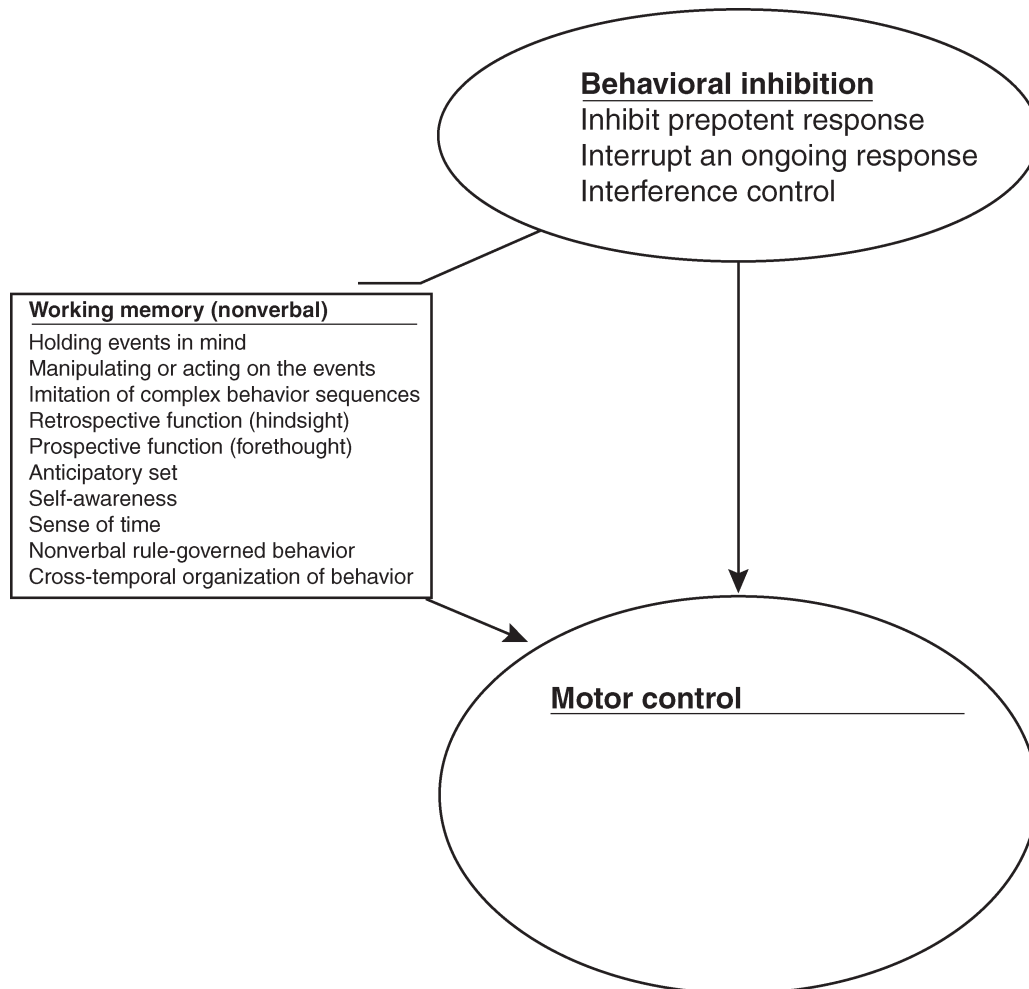 Behavioral inhibition
Inhibit prepotent response
Interrupt an ongoing response
Interference control
Working memory (nonverbal)
Holding events in mind
Manipulating or acting on the events
Imitation of complex behavior sequences
Retrospective function (hindsight)
Prospective function (forethought)
Anticipatory set
Self-awareness
Sense of time
Nonverbal rule-governed behavior
Cross-temporal organization of behavior
Motor control